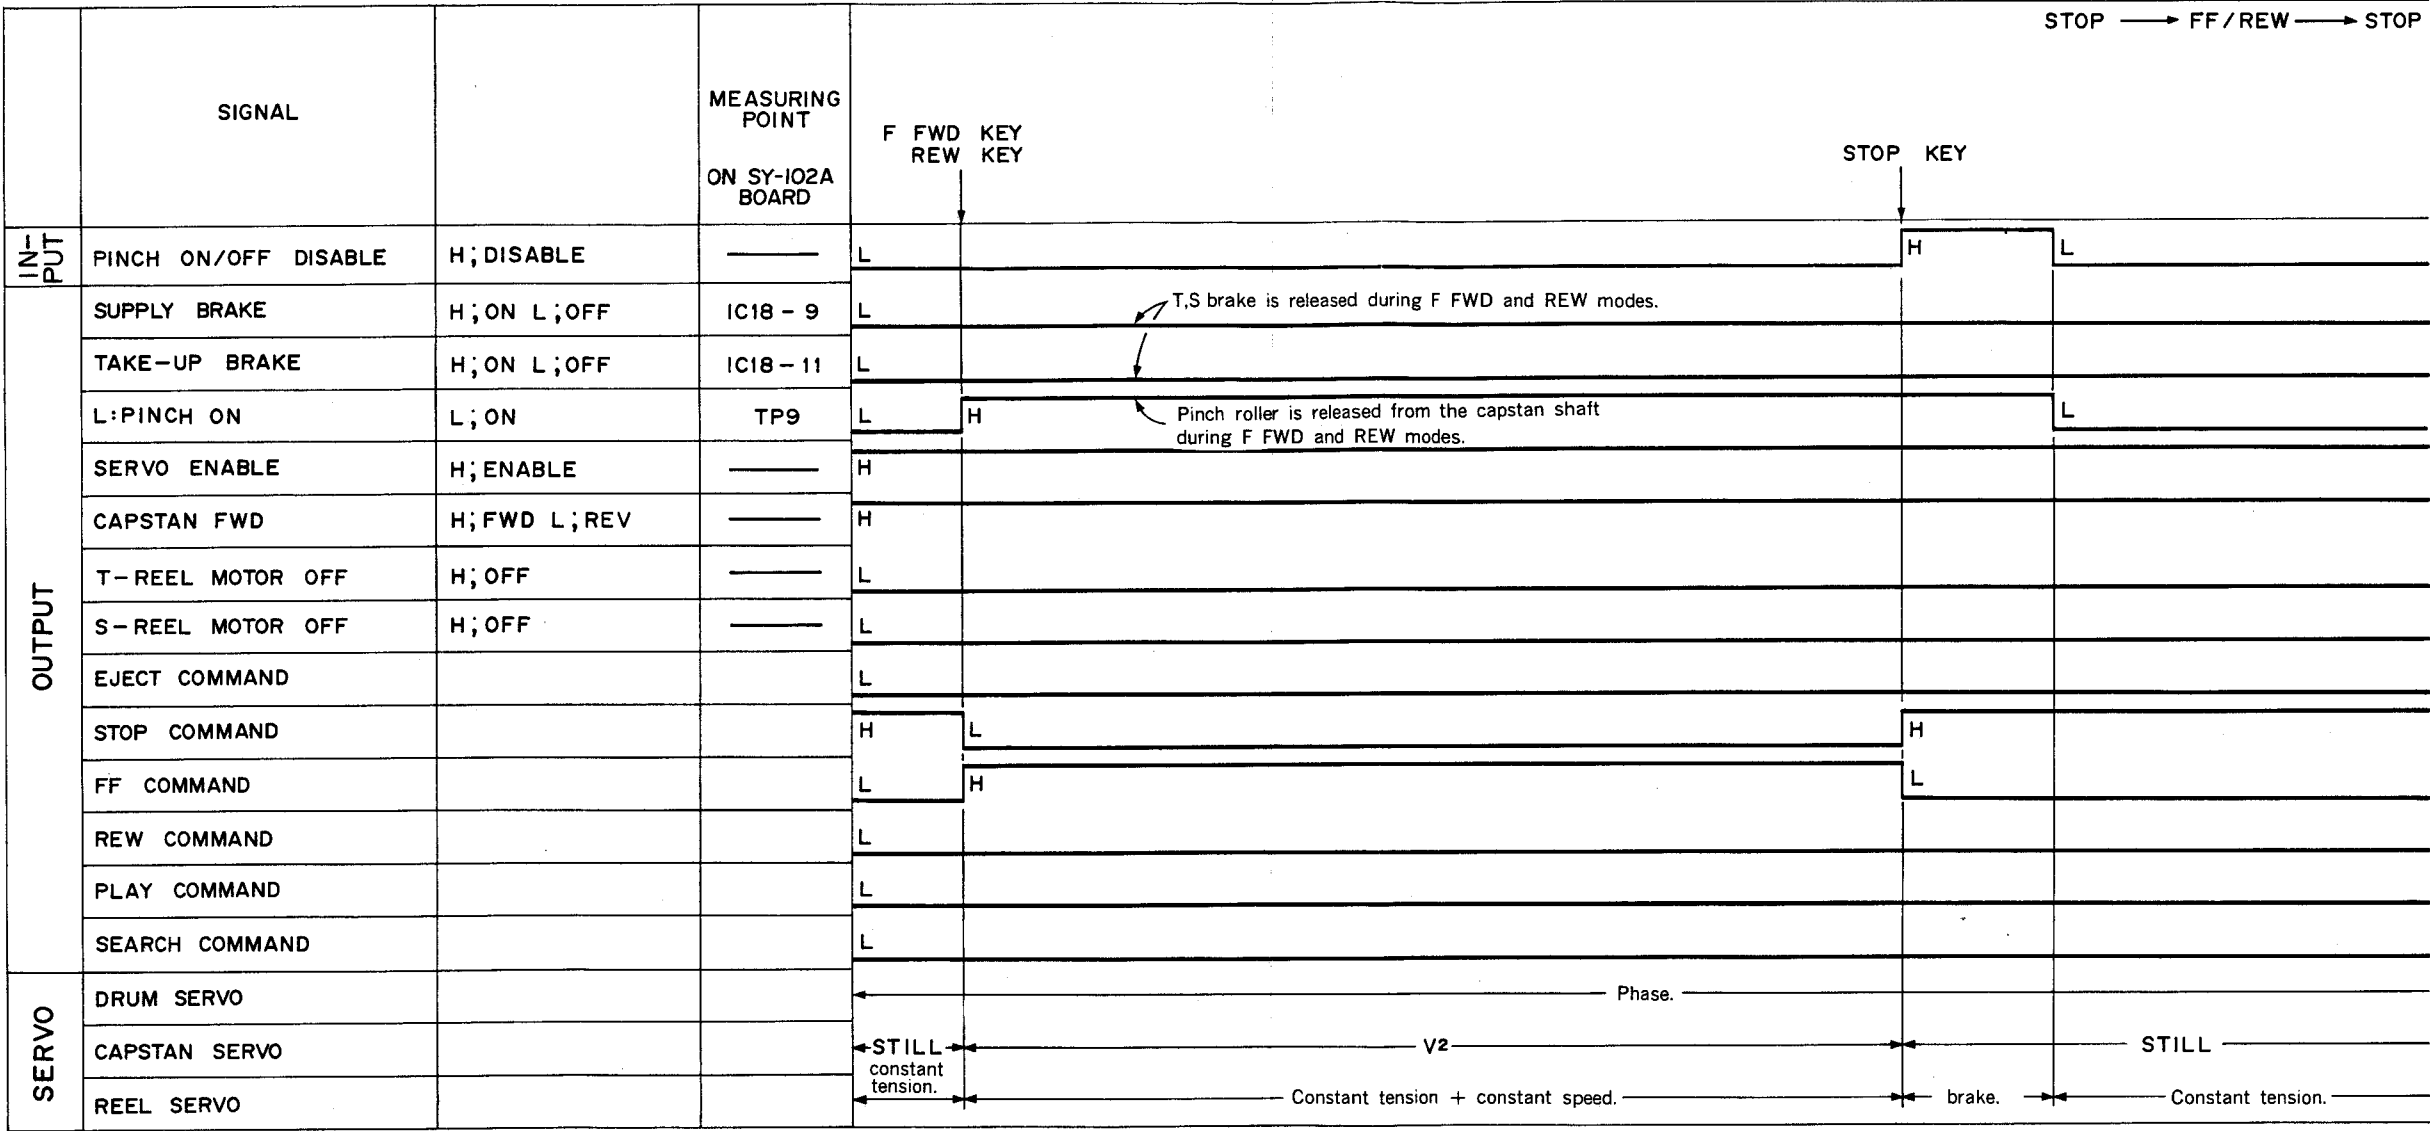 STOP → FF/REW → STOP
SIGNAL
MEASURING
POINT
ON SY-102A
BOARD
F FWD KEY
REW KEY
STOP KEY
IN-
PUT
PINCH ON/OFF DISABLE H;DISABLE L H L
OUTPUT
SUPPLY BRAKE H;ON L;OFF IC18-9 L T,S brake is released during F FWD and REW modes.
TAKE-UP BRAKE H;ON L;OFF IC18-11 L
L:PINCH ON L;ON TP9 L H Pinch roller is released from the capstan shaft L
during F FWD and REW modes.
SERVO ENABLE H;ENABLE H
CAPSTAN FWD H;FWD L;REV H
T-REEL MOTOR OFF H;OFF L
S-REEL MOTOR OFF H;OFF L
EJECT COMMAND L
STOP COMMAND H L H
FF COMMAND L H L
REW COMMAND L
PLAY COMMAND L
SEARCH COMMAND L
SERVO
DRUM SERVO Phase.
CAPSTAN SERVO STILL V2 STILL
constant
tension.
REEL SERVO Constant tension + constant speed. brake. Constant tension.